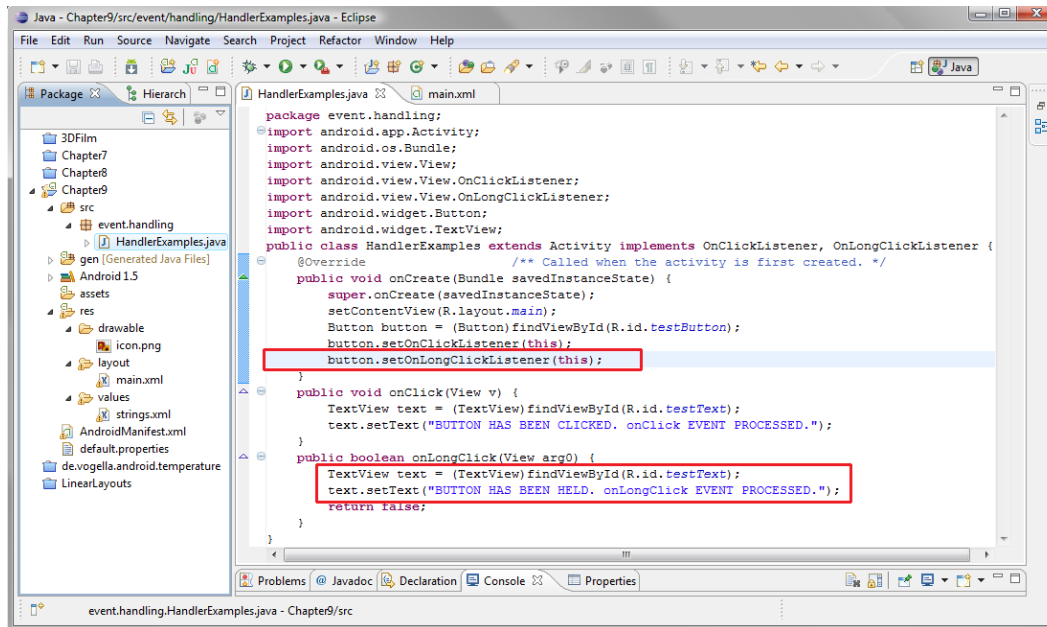 Java - Chapter9/src/event/handling/HandlerExamples.java - Eclipse
File Edit Run Source Navigate Search Project Refactor Window Help
Java
Package
Hierarch
3DFilm
Chapter7
Chapter8
Chapter9
src
event.handling
HandlerExamples.java
gen [Generated Java Files]
Android 1.5
assets
res
drawable
icon.png
layout
main.xml
values
strings.xml
AndroidManifest.xml
default.properties
de.vogella.android.temperature
LinearLayouts
HandlerExamples.java
main.xml
package event.handling;
import android.app.Activity;
import android.os.Bundle;
import android.view.View;
import android.view.View.OnClickListener;
import android.view.View.OnLongClickListener;
import android.widget.Button;
import android.widget.TextView;
public class HandlerExamples extends Activity implements OnClickListener, OnLongClickListener {
@Override /** Called when the activity is first created. */
public void onCreate(Bundle savedInstanceState) {
super.onCreate(savedInstanceState);
setContentView(R.layout.main);
Button button = (Button)findViewById(R.id.testButton);
button.setOnClickListener(this);
button.setOnLongClickListener(this);
}
public void onClick(View v) {
TextView text = (TextView)findViewById(R.id.testText);
text.setText("BUTTON HAS BEEN CLICKED. onClick EVENT PROCESSED.");
}
public boolean onLongClick(View arg0) {
TextView text = (TextView)findViewById(R.id.testText);
text.setText("BUTTON HAS BEEN HELD. onLongClick EVENT PROCESSED.");
return false;
}
}
Problems @ Javadoc Declaration Console Properties
event.handling.HandlerExamples.java - Chapter9/src